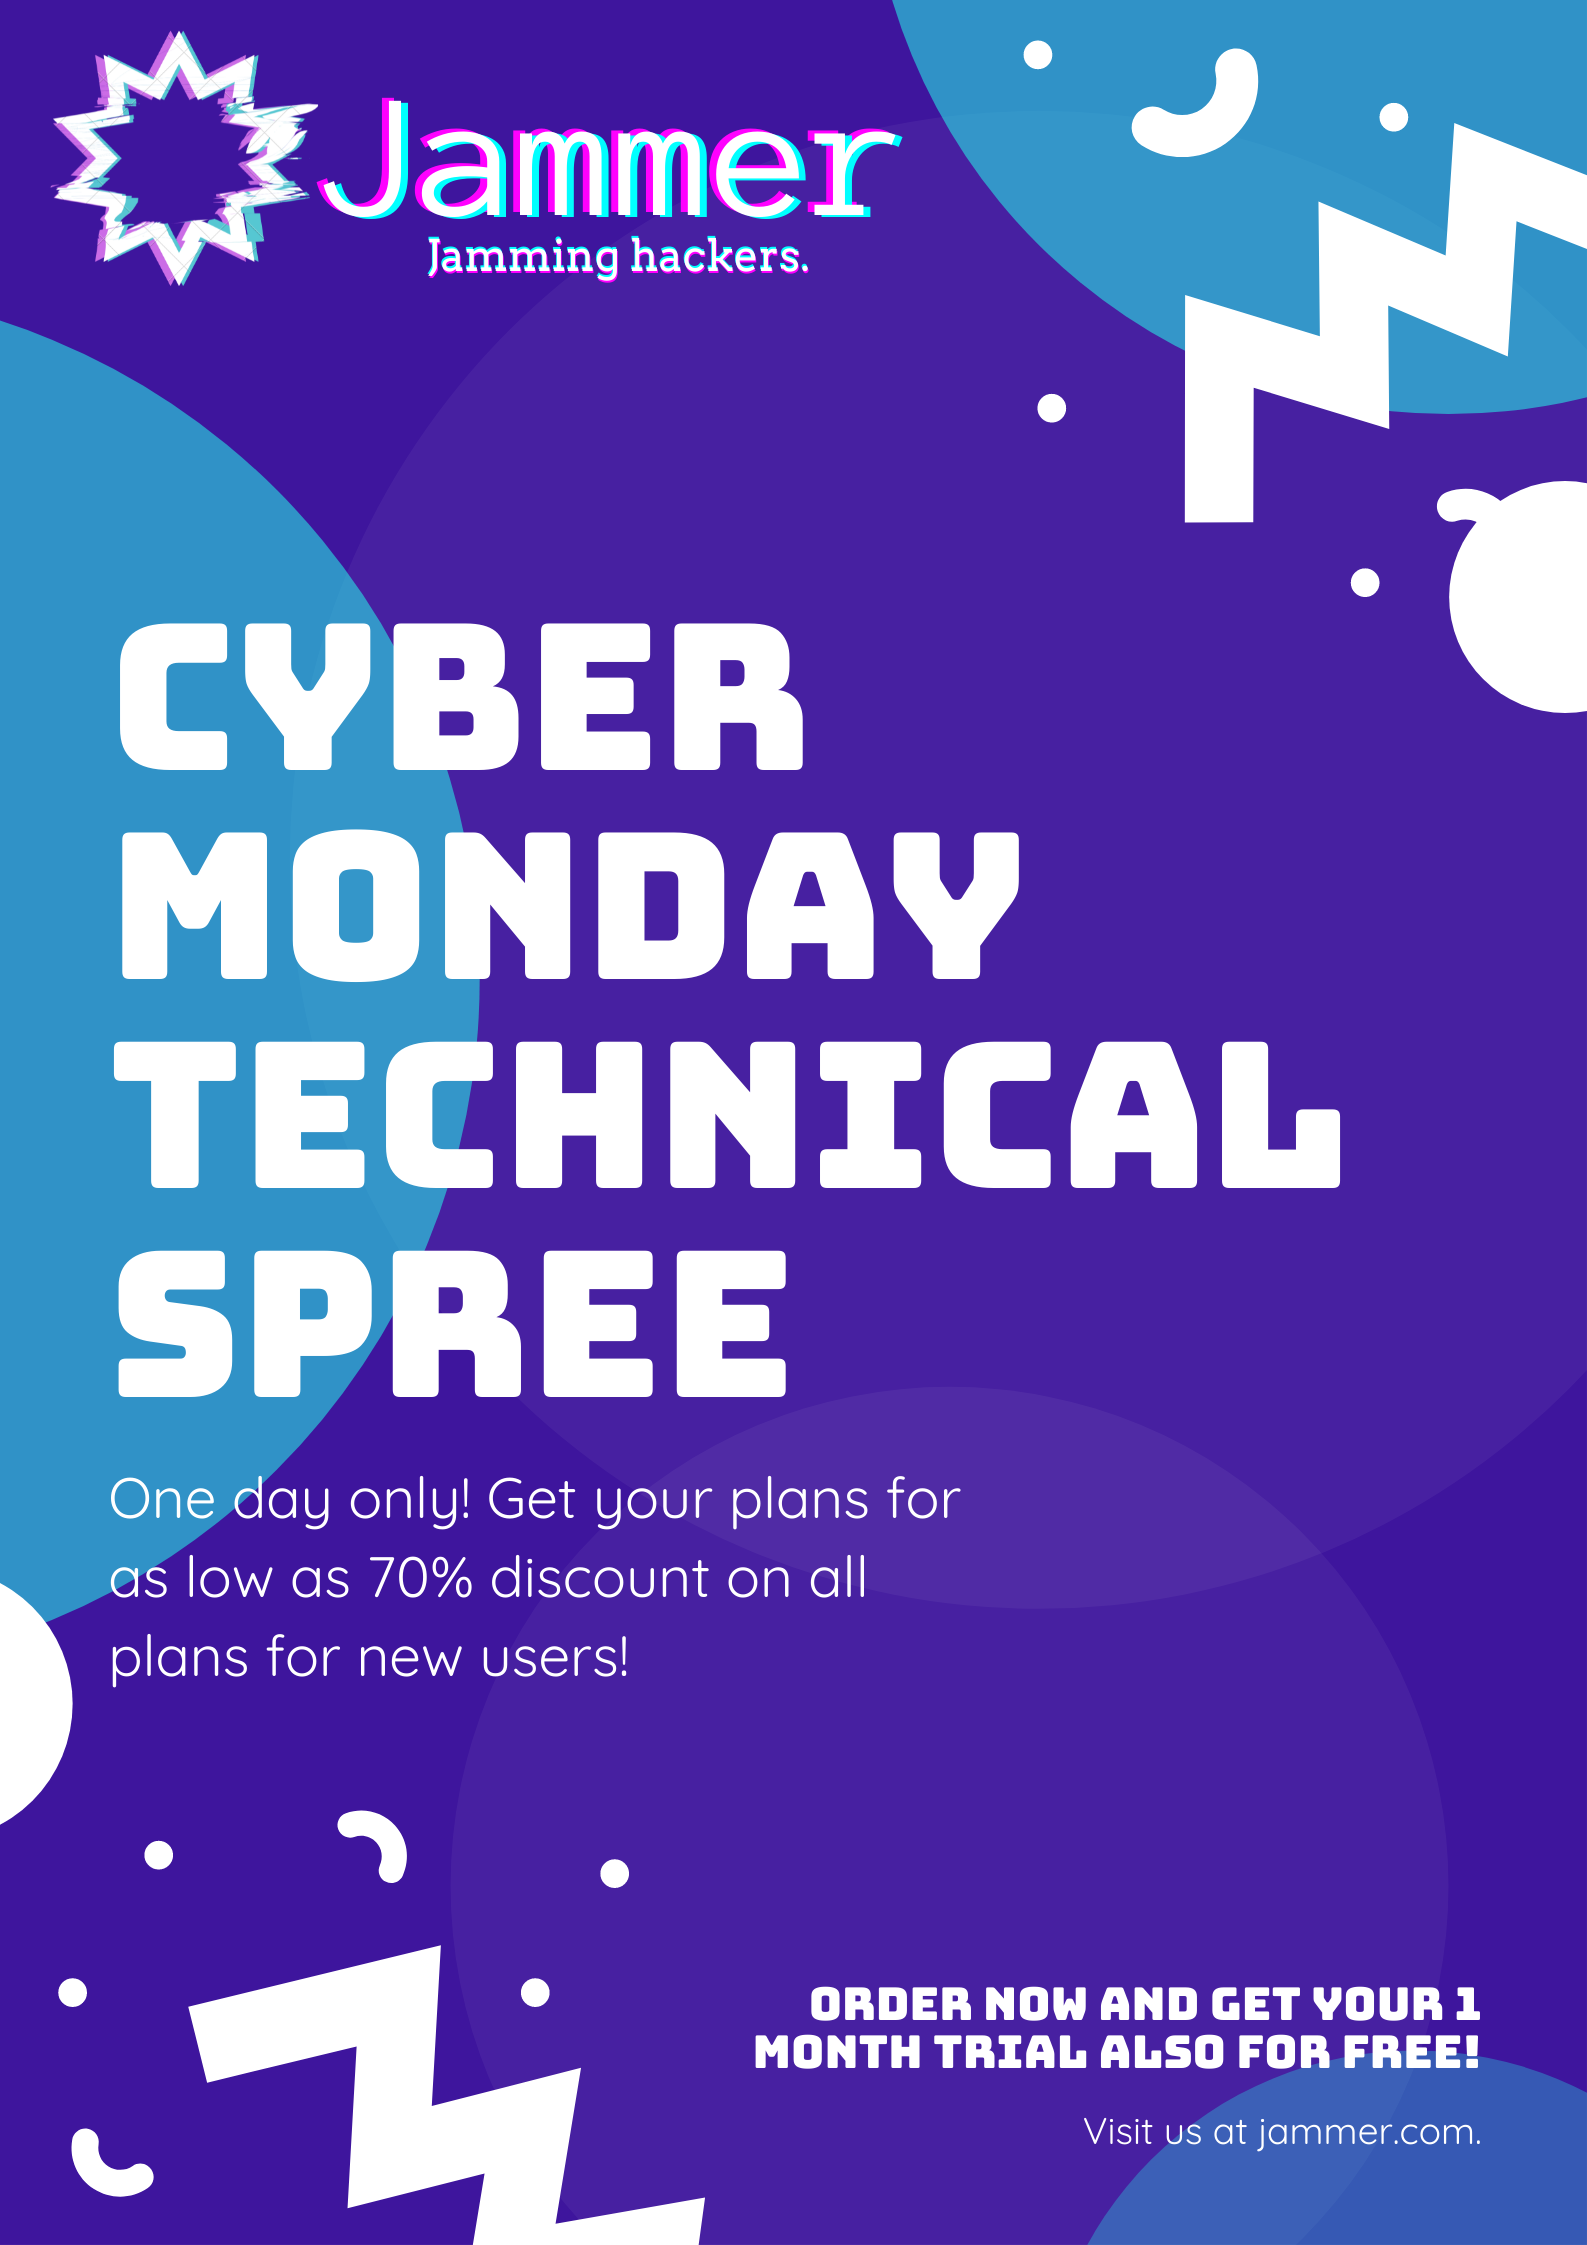 Jammer
Jamming hackers.
CYBER
MONDAY
TECHNICAL
SPREE
One day only! Get your plans for
as low as 70% discount on all
plans for new users!
ORDER NOW AND GET YOUR 1
MONTH TRIAL ALSO FOR FREE!
Visit us at jammer.com.